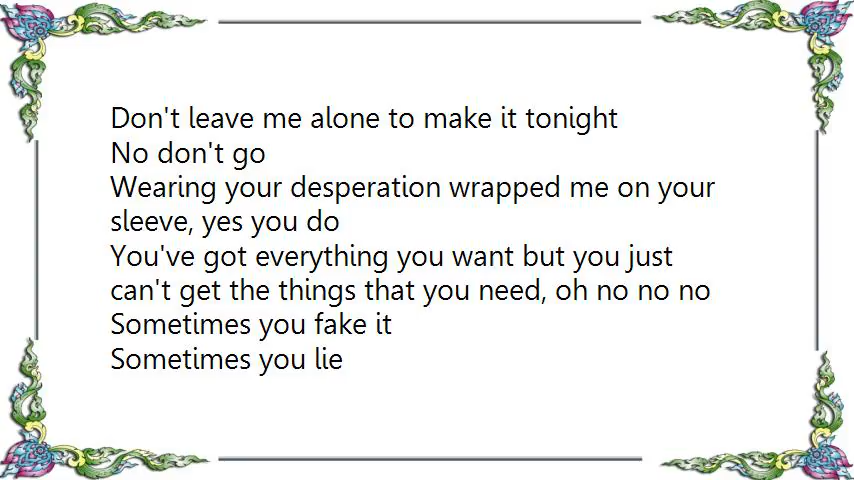 Don't leave me alone to make it tonight
No don't go
Wearing your desperation wrapped me on your
sleeve, yes you do
You've got everything you want but you just
can't get the things that you need, oh no no no
Sometimes you fake it
Sometimes you lie